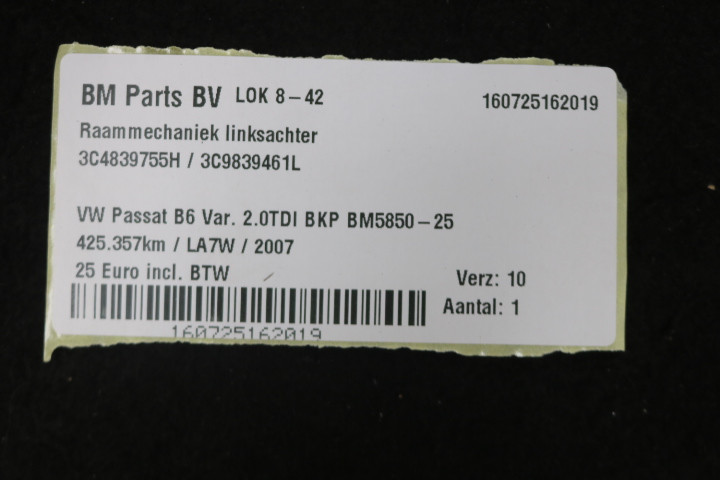 BM Parts BV LOK 8-42 160725162019
Raammechaniek linksachter
3C4839755H / 3C9839461L
VW Passat B6 Var. 2.0TDI BKP BM5850-25
425.357km / LA7W / 2007
25 Euro incl. BTW Verz: 10
Aantal: 1
160725162019